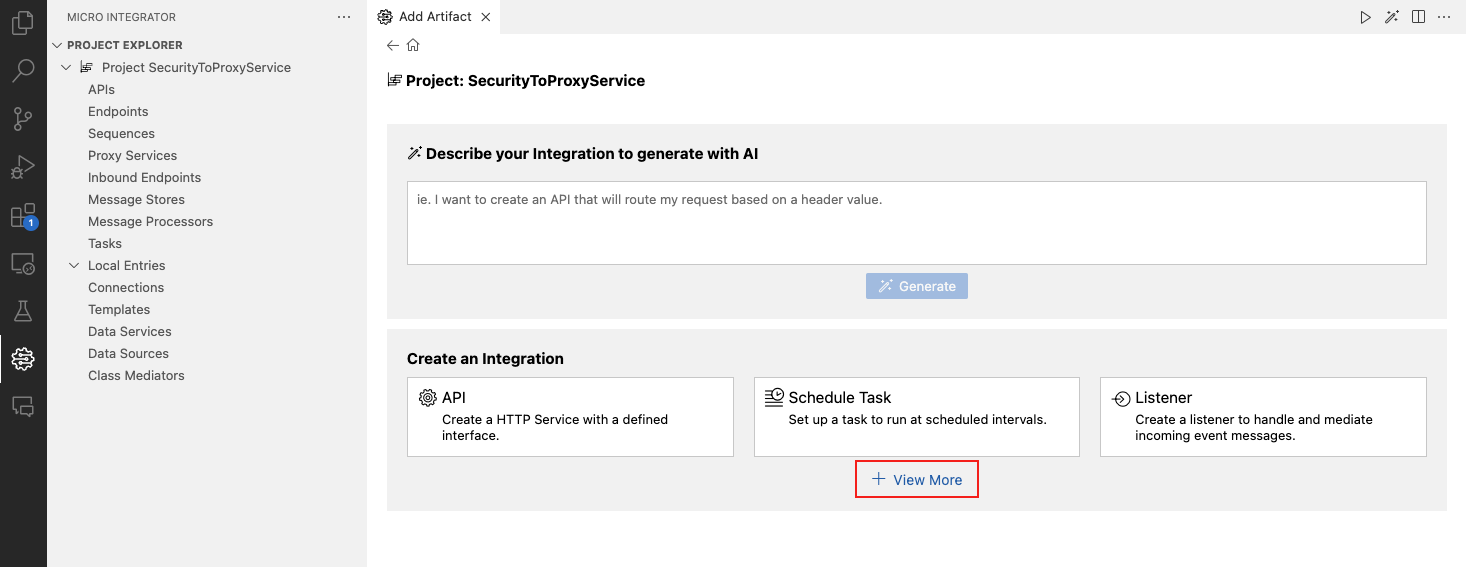 MICRO INTEGRATOR
PROJECT EXPLORER
Project SecurityToProxyService
APIs
Endpoints
Sequences
Proxy Services
Inbound Endpoints
Message Stores
Message Processors
Tasks
Local Entries
Connections
Templates
Data Services
Data Sources
Class Mediators
1
Add Artifact
Project: SecurityToProxyService
Describe your Integration to generate with AI
ie. I want to create an API that will route my request based on a header value.
Generate
Create an Integration
API
Create a HTTP Service with a defined
interface.
Schedule Task
Set up a task to run at scheduled intervals.
Listener
Create a listener to handle and mediate
incoming event messages.
View More